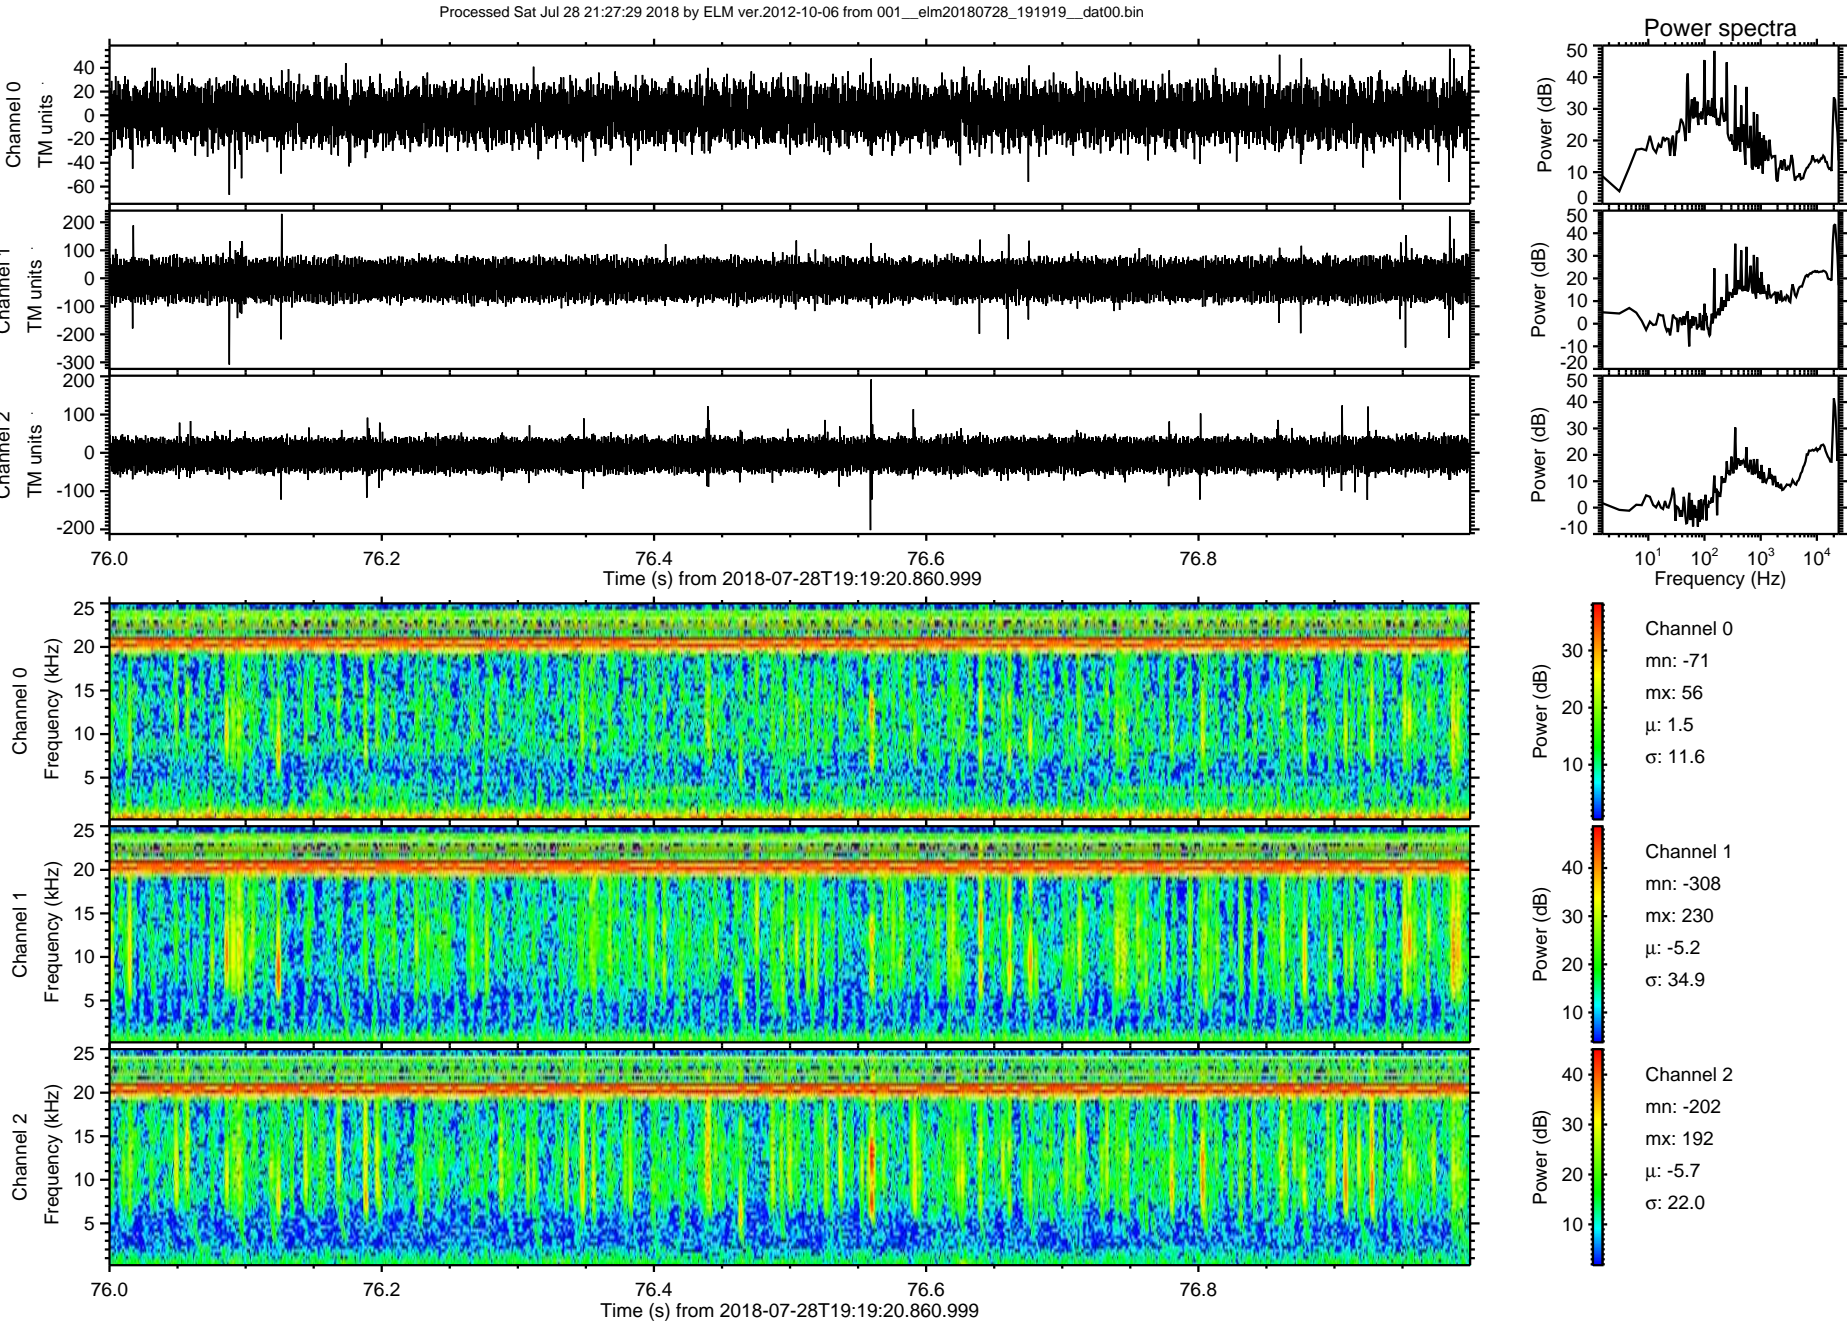 Processed Sat Jul 28 21:27:29 2018 by ELM ver.2012-10-06 from 001__elm20180728_191919__dat00.bin
Power spectra
Channel 0
TM units
40
20
0
-20
-40
-60
Power (dB)
50
40
30
20
10
0
Channel 1
TM units
200
100
0
-100
-200
-300
Power (dB)
50
40
30
20
10
0
-10
-20
Channel 2
TM units
200
100
0
-100
-200
Power (dB)
50
40
30
20
10
0
-10
76.0 76.2 76.4 76.6 76.8
Time (s) from 2018-07-28T19:19:20.860.999
10¹ 10² 10³ 10⁴
Frequency (Hz)
Channel 0
Frequency (kHz)
25
20
15
10
5
Power (dB)
30
20
10
Channel 0
mn: -71
mx: 56
µ: 1.5
σ: 11.6
Channel 1
Frequency (kHz)
25
20
15
10
5
Power (dB)
40
30
20
10
Channel 1
mn: -308
mx: 230
µ: -5.2
σ: 34.9
Channel 2
Frequency (kHz)
25
20
15
10
5
Power (dB)
40
30
20
10
Channel 2
mn: -202
mx: 192
µ: -5.7
σ: 22.0
76.0 76.2 76.4 76.6 76.8
Time (s) from 2018-07-28T19:19:20.860.999